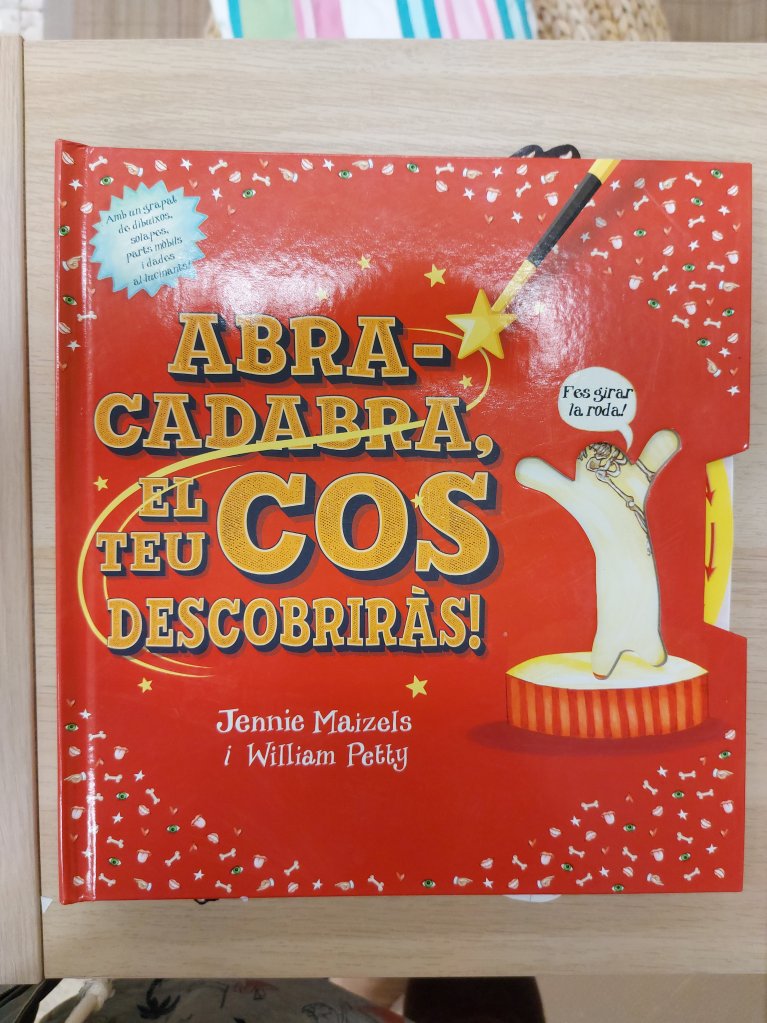 Amb un grapat
de dibuixos,
solapes,
parts mòbils
i dades
al·lucinants!
ABRA-
CADABRA,
EL
TEU COS
DESCOBRIRÀS!
Fes girar
la roda!
Jennie Maizels
i William Petty